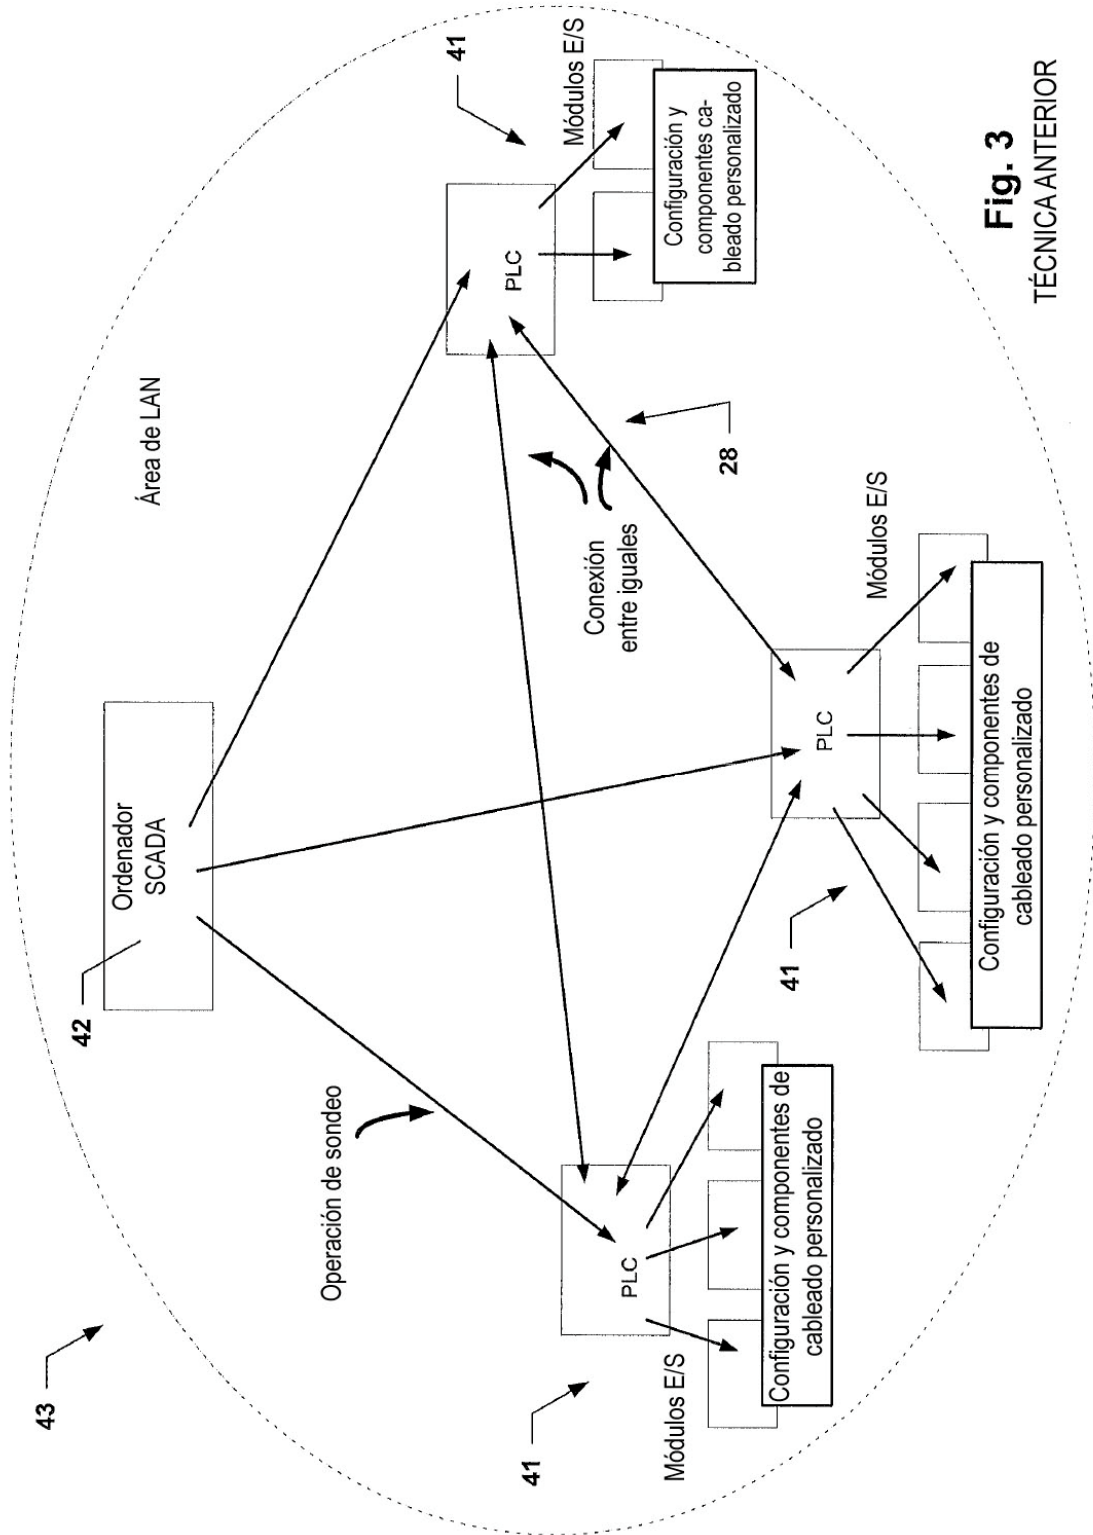 43
42
Ordenador
SCADA
Área de LAN
41
Operación de sondeo
PLC
Módulos E/S
Conexión
entre iguales
28
Configuración y
componentes ca-
bleado personalizado
41
PLC
Módulos E/S
Configuración y componentes de
cableado personalizado
41
PLC
Módulos E/S
Configuración y componentes de
cableado personalizado
Fig. 3
TÉCNICA ANTERIOR